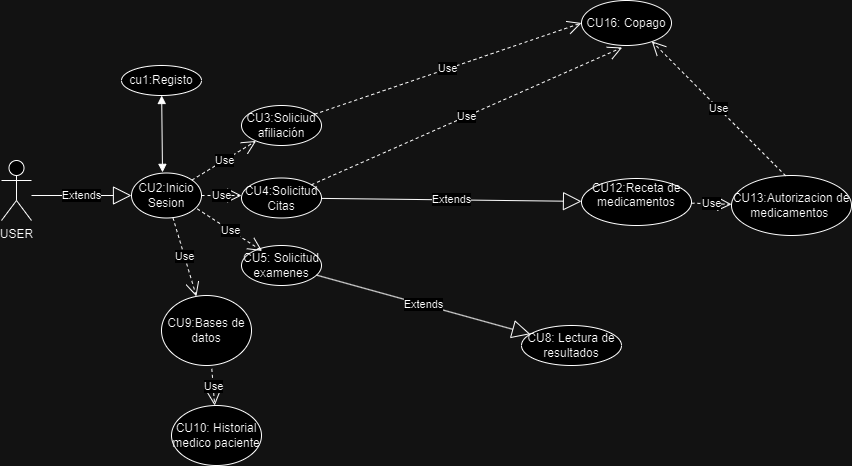 CU16: Copago
Use
cu1:Registo
Use
Use
CU3:Soliciud
afiliación
Use
USER
Extends
CU2:Inicio
Sesion
Use
CU4:Solicitud
Citas
Extends
CU12:Receta de
medicamentos
Use
CU13:Autorizacion de
medicamentos
Use
CU5: Solicitud
examenes
Use
Extends
CU9:Bases de
datos
CU8: Lectura de
resultados
Use
CU10: Historial
medico paciente